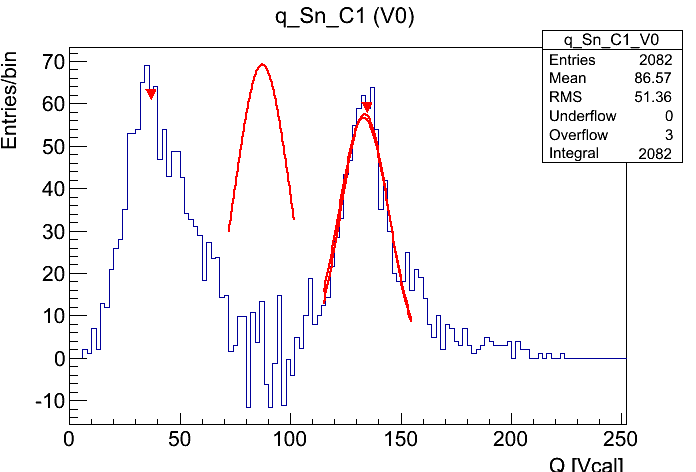 q_Sn_C1 (V0)
q_Sn_C1_V0
Entries 2082
Mean 86.57
RMS 51.36
Underflow 0
Overflow 3
Integral 2082
Entries/bin
70
60
50
40
30
20
10
0
-10
0 50 100 150 200 250
Q [Vcal]